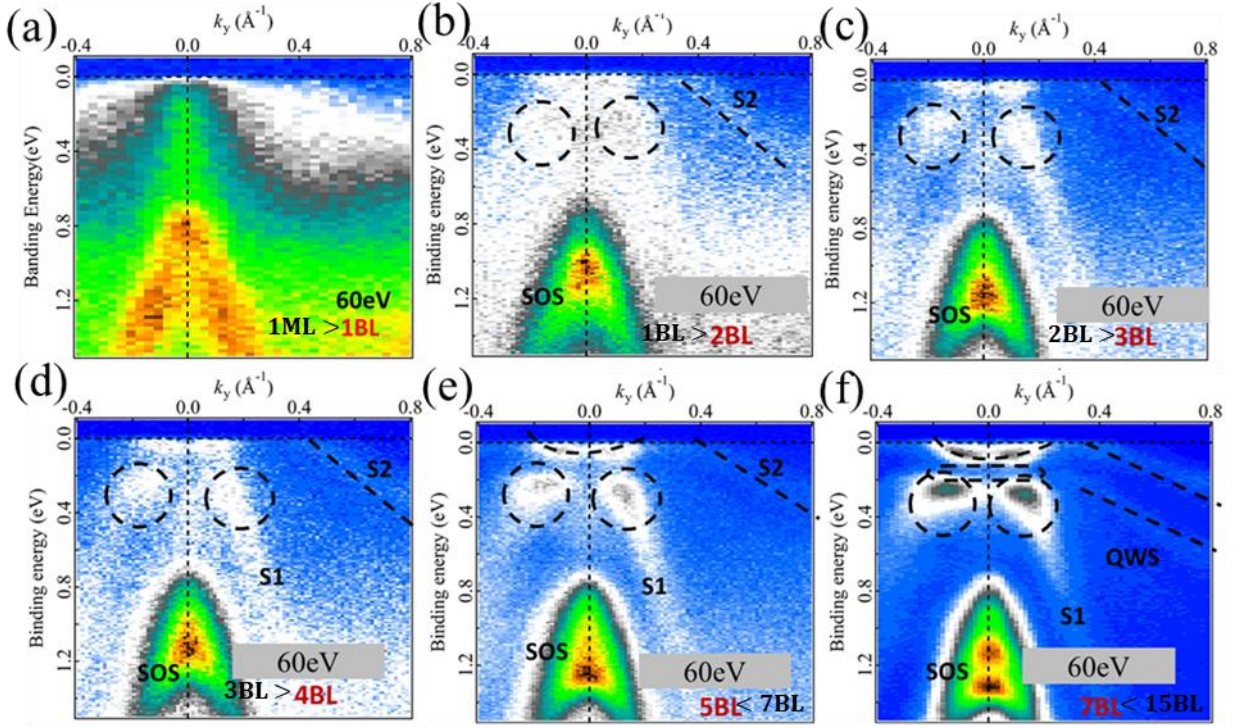 (a)
k_y (Å⁻¹)
-0.4 0.0 0.4 0.8
0.0
0.4
0.8
1.2
Banding Energy(eV)
60eV
1ML >1BL
(b)
k_y (Å⁻¹)
-0.4 0.0 0.4 0.8
0.0
0.4
0.8
1.2
Binding energy (eV)
S2
SOS
60eV
1BL >2BL
(c)
k_y (Å⁻¹)
-0.4 0.0 0.4 0.8
0.0
0.4
0.8
1.2
Binding energy (eV)
S2
SOS
60eV
2BL >3BL
(d)
k_y (Å⁻¹)
-0.4 0.0 0.4 0.8
0.0
0.4
0.8
1.2
Binding energy (eV)
S2
S1
SOS
60eV
3BL >4BL
(e)
k_y (Å⁻¹)
-0.4 0.0 0.4 0.8
0.0
0.4
0.8
1.2
Binding energy (eV)
S2
S1
SOS
60eV
5BL< 7BL
(f)
k_y (Å⁻¹)
-0.4 0.0 0.4 0.8
0.0
0.4
0.8
1.2
Binding energy (eV)
S2
QWS
S1
SOS
60eV
7BL< 15BL